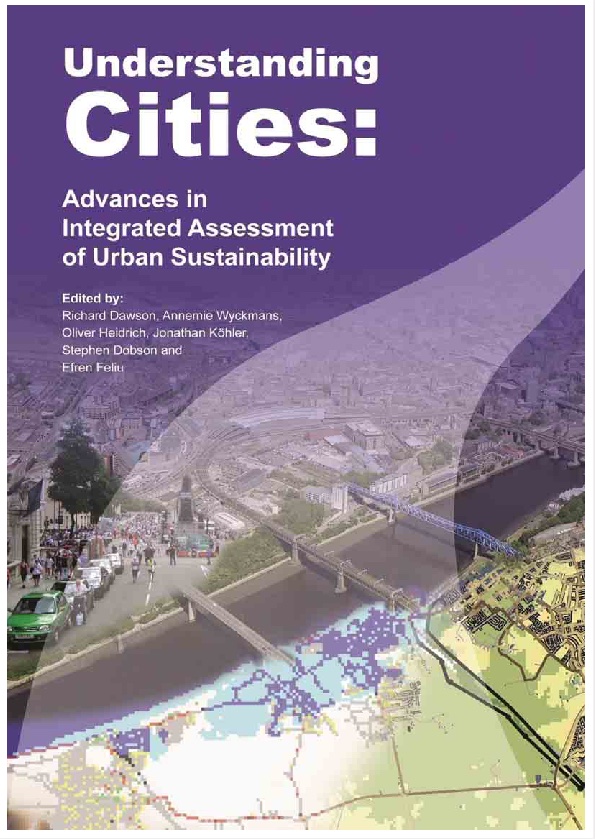 Understanding
Cities:
Advances in
Integrated Assessment
of Urban Sustainability
Edited by:
Richard Dawson, Annemie Wyckmans,
Oliver Heidrich, Jonathan Köhler,
Stephen Dobson and
Efren Feliu